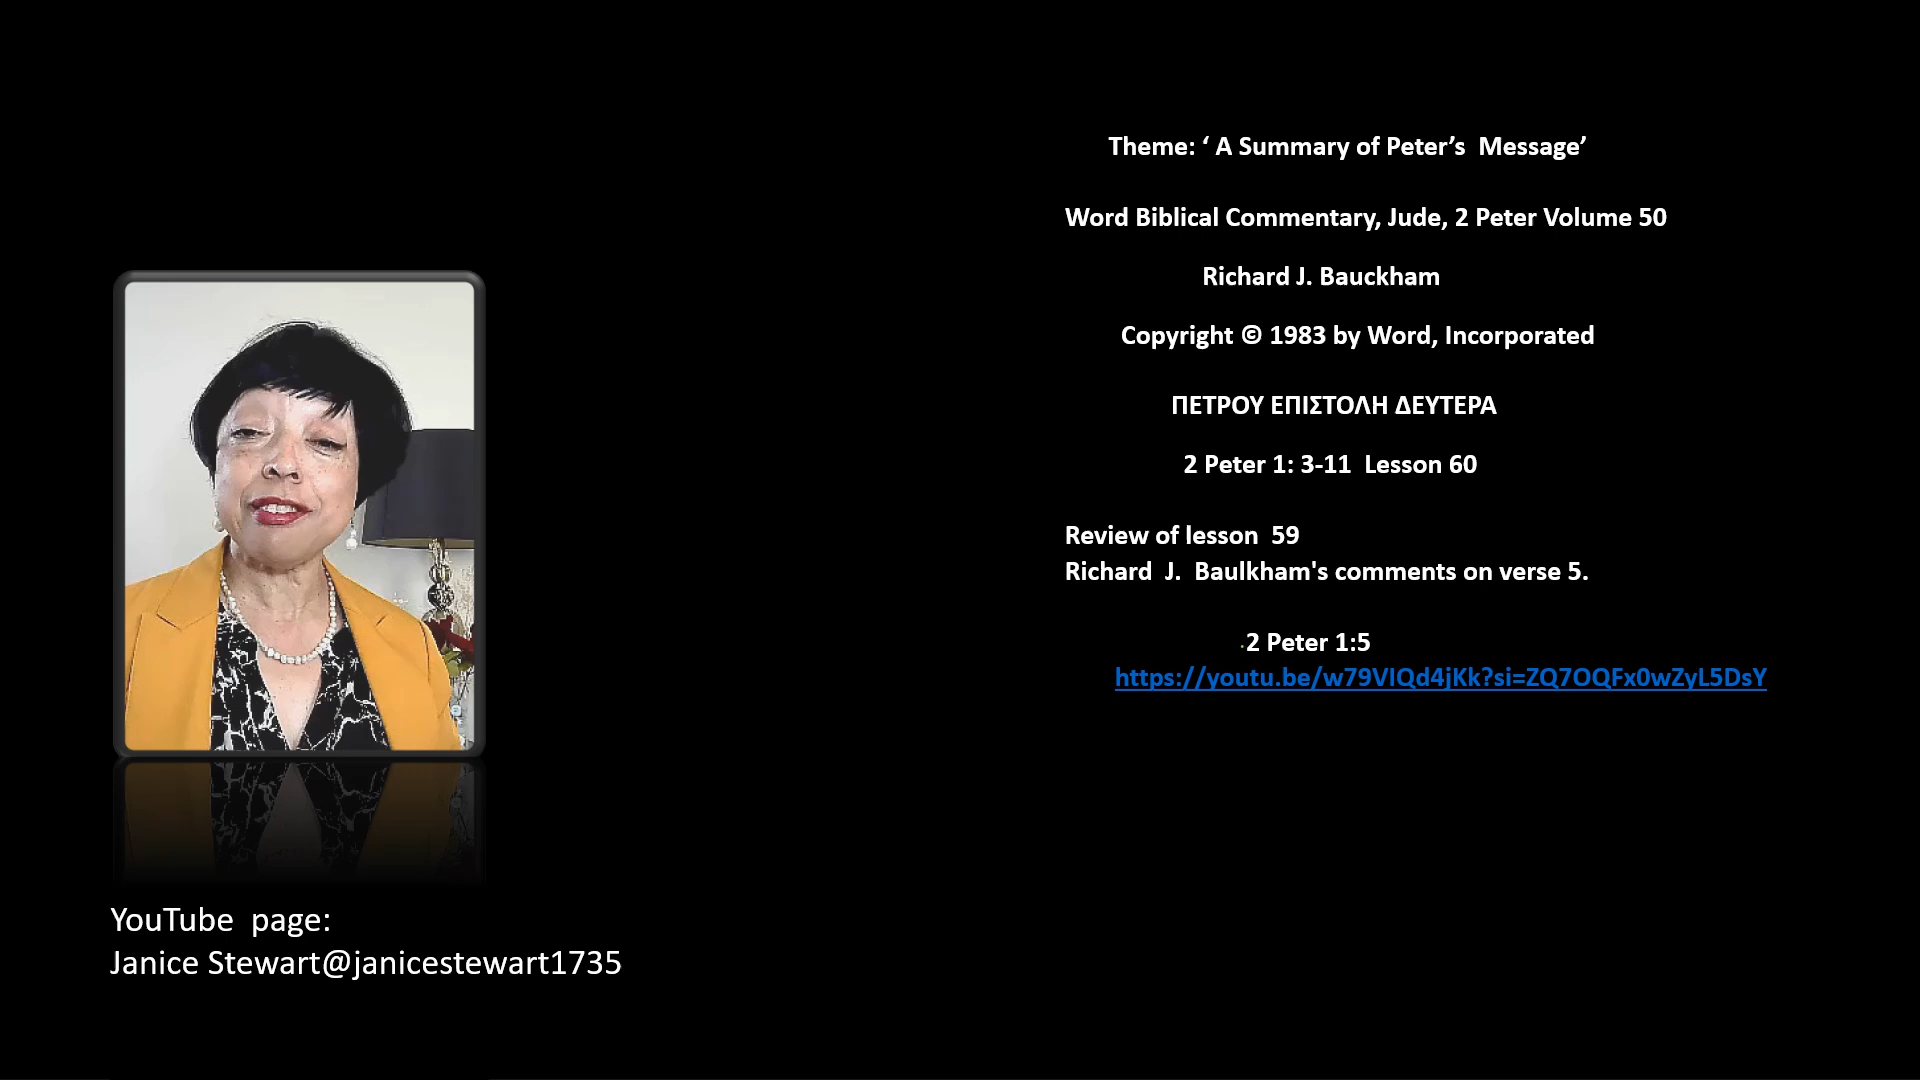 Theme: ‘ A Summary of Peter’s  Message’
Word Biblical Commentary, Jude, 2 Peter Volume 50
Richard J. Bauckham
Copyright © 1983 by Word, Incorporated
ΠΕΤΡΟΥ ΕΠΙΣΤΟΛΗ ΔΕΥΤΕΡΑ
2 Peter 1: 3-11  Lesson 60
Review of lesson  59
Richard  J.  Baulkham's comments on verse 5.
.2 Peter 1:5
https://youtu.be/w79VIQd4jKk?si=ZQ7OQFx0wZyL5DsY
YouTube  page:
Janice Stewart@janicestewart1735